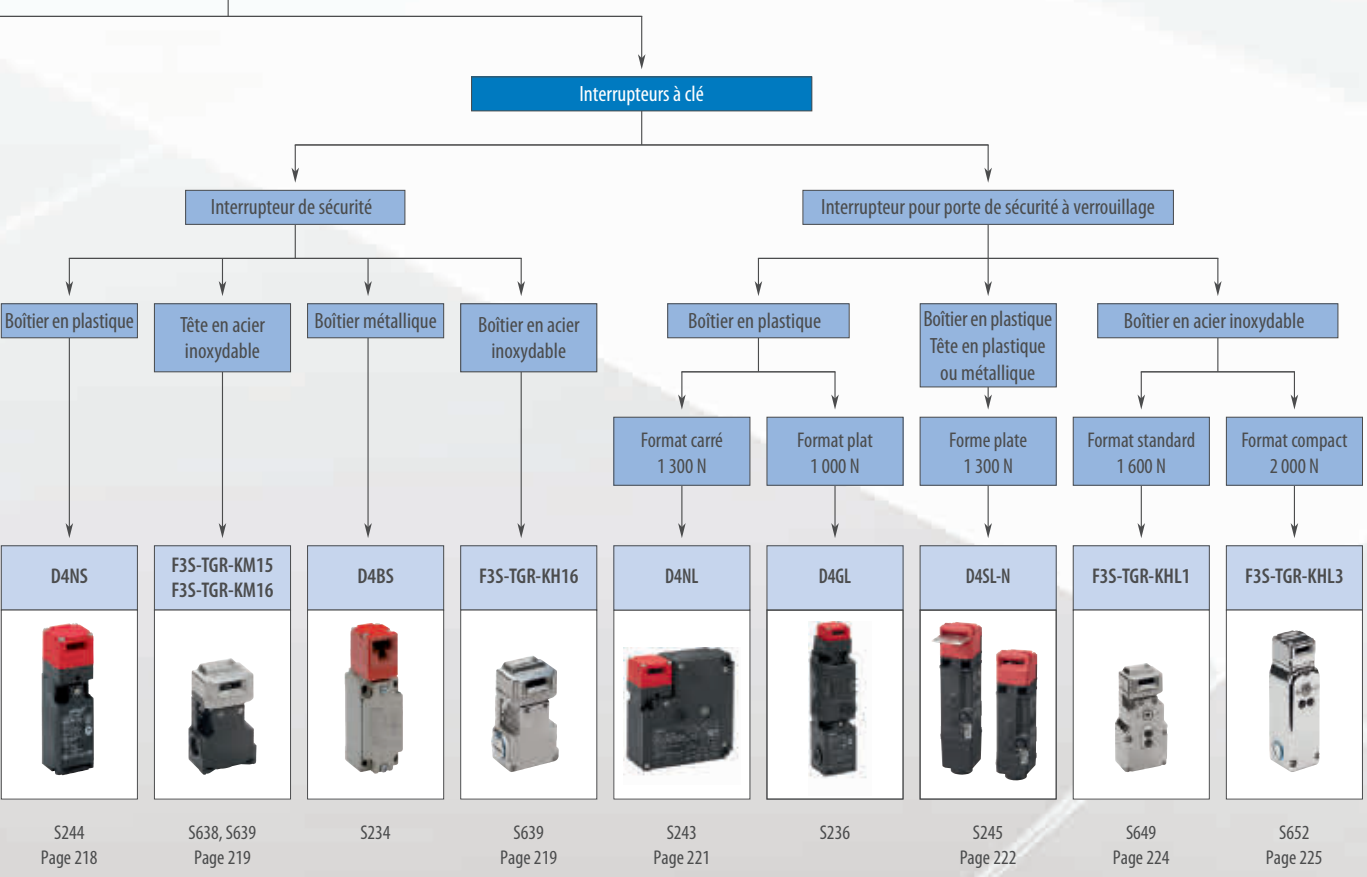 Interrupteurs à clé
Interrupteur de sécurité
Interrupteur pour porte de sécurité à verrouillage
Boîtier en plastique
Tête en acier
inoxydable
Boîtier métallique
Boîtier en acier
inoxydable
Boîtier en plastique
Boîtier en plastique
Tête en plastique
ou métallique
Boîtier en acier inoxydable
Format carré
1 300 N
Format plat
1 000 N
Forme plate
1 300 N
Format standard
1 600 N
Format compact
2 000 N
D4NS
F3S-TGR-KM15
F3S-TGR-KM16
D4BS
F3S-TGR-KH16
D4NL
D4GL
D4SL-N
F3S-TGR-KHL1
F3S-TGR-KHL3
S244
Page 218
S638, S639
Page 219
S234
S639
Page 219
S243
Page 221
S236
S245
Page 222
S649
Page 224
S652
Page 225